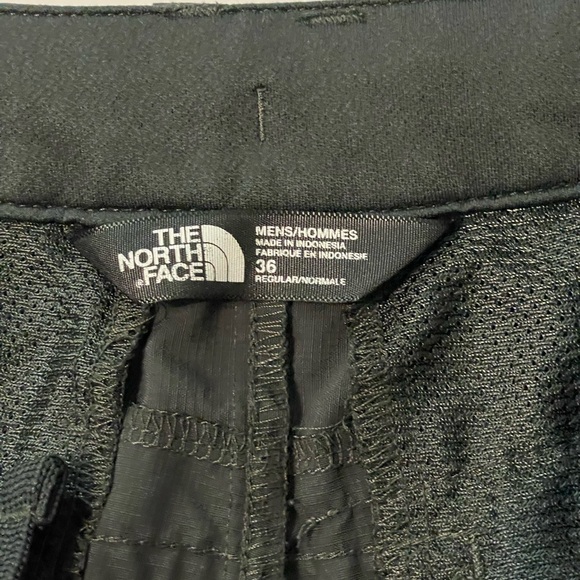 THE
NORTH
FACE
MENS/HOMMES
MADE IN INDONESIA
FABRIQUÉ EN INDONESIE
36
REGULAR/NORMALE